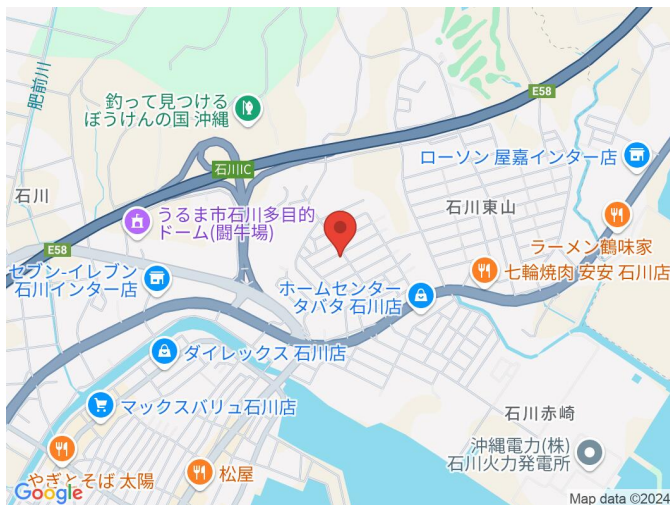 肥前川
釣って見つける
ぼうけんの国 沖縄
E58
石川IC
ローソン 屋嘉インター店
石川
うるま市石川多目的
ドーム(闘牛場)
石川東山
E58
ラーメン鶴味家
セブン-イレブン
石川インター店
七輪焼肉 安安 石川店
ホームセンター
タバタ 石川店
ダイレックス 石川店
マックスバリュ石川店
石川赤崎
沖縄電力(株)
石川火力発電所
やぎとそば 太陽
松屋
Google
Map data ©2024